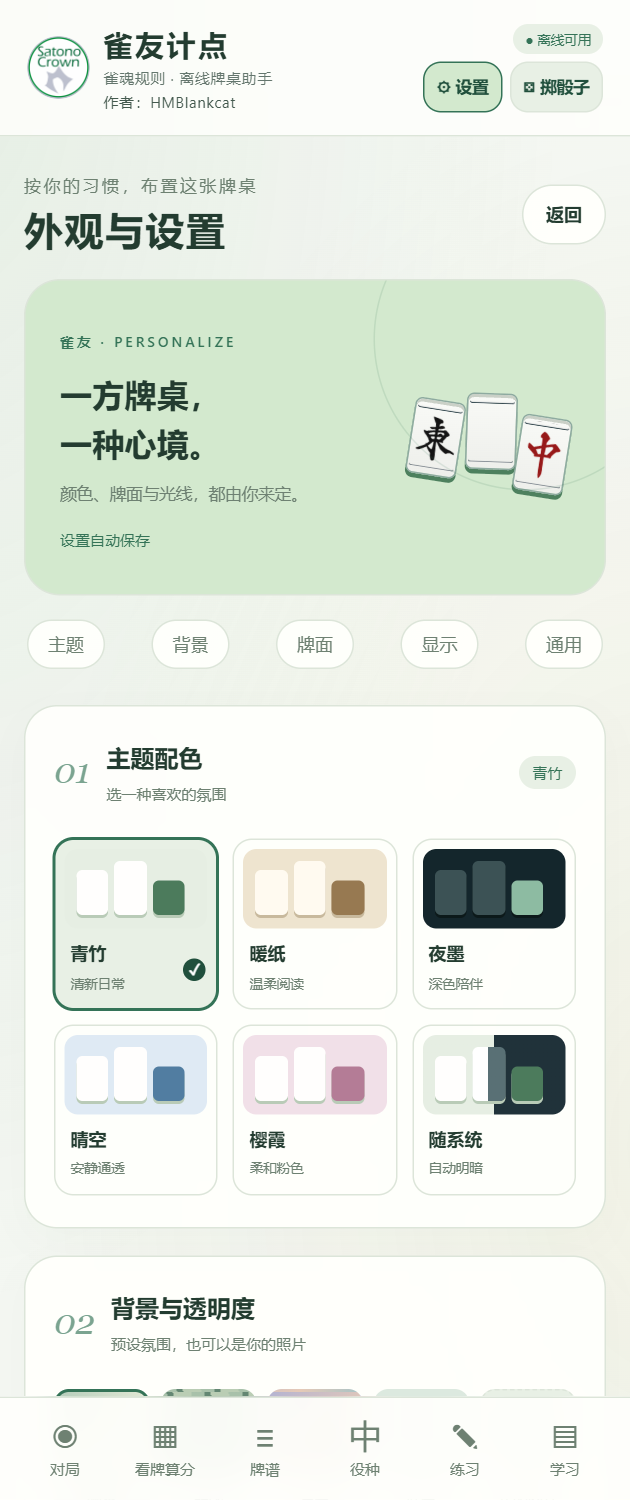 Satono
Crown
雀友计点
雀魂规则 · 离线牌桌助手
作者：HMBlankcat
离线可用
设置
掷骰子
按你的习惯，布置这张牌桌
外观与设置
返回
雀友 · PERSONALIZE
一方牌桌，
一种心境。
颜色、牌面与光线，都由你来定。
设置自动保存
東
中
主题
背景
牌面
显示
通用
01
主题配色
选一种喜欢的氛围
青竹
青竹
清新日常
暖纸
温柔阅读
夜墨
深色陪伴
晴空
安静通透
樱霞
柔和粉色
随系统
自动明暗
02
背景与透明度
预设氛围，也可以是你的照片
中
对局
看牌算分
牌谱
役种
练习
学习